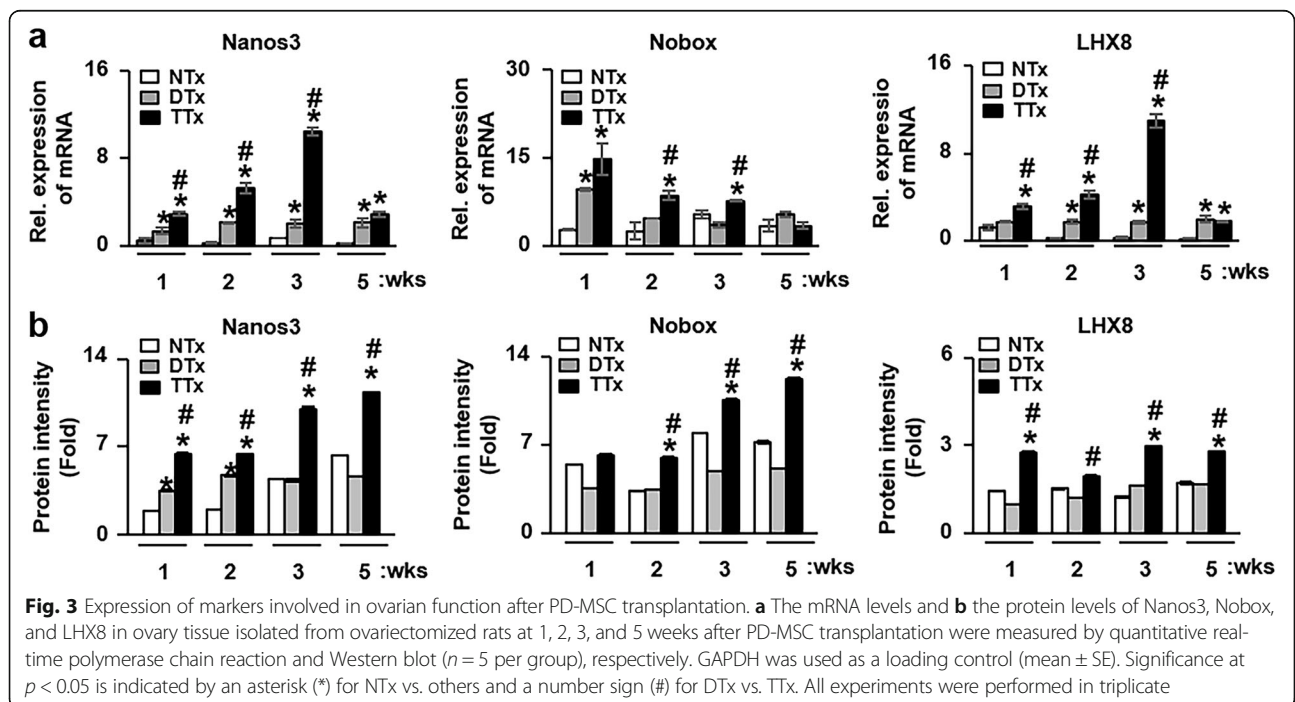 a
Nanos3
Rel. expression
of mRNA
16
8
0
NTx
DTx
TTx
*
*
#
*
*
#
*
*
#
*
*
*
1 2 3 5 :wks
Nobox
Rel. expression
of mRNA
30
15
0
NTx
DTx
TTx
*
*
#
*
#
*
1 2 3 5 :wks
LHX8
Rel. expressio
of mRNA
16
8
0
NTx
DTx
TTx
#
*
*
#
*
*
#
*
*
*
1 2 3 5 :wks
b
Nanos3
Protein intensity
(Fold)
14
7
0
NTx
DTx
TTx
*
#
*
*
#
*
#
*
#
*
1 2 3 5 :wks
Nobox
Protein intensity
(Fold)
14
7
0
NTx
DTx
TTx
#
*
#
*
#
*
1 2 3 5 :wks
LHX8
Protein intensity
(Fold)
6
3
0
NTx
DTx
TTx
#
*
#
#
*
#
*
1 2 3 5 :wks
Fig. 3 Expression of markers involved in ovarian function after PD-MSC transplantation. a The mRNA levels and b the protein levels of Nanos3, Nobox,
and LHX8 in ovary tissue isolated from ovariectomized rats at 1, 2, 3, and 5 weeks after PD-MSC transplantation were measured by quantitative real-
time polymerase chain reaction and Western blot (n = 5 per group), respectively. GAPDH was used as a loading control (mean ± SE). Significance at
p < 0.05 is indicated by an asterisk (*) for NTx vs. others and a number sign (#) for DTx vs. TTx. All experiments were performed in triplicate